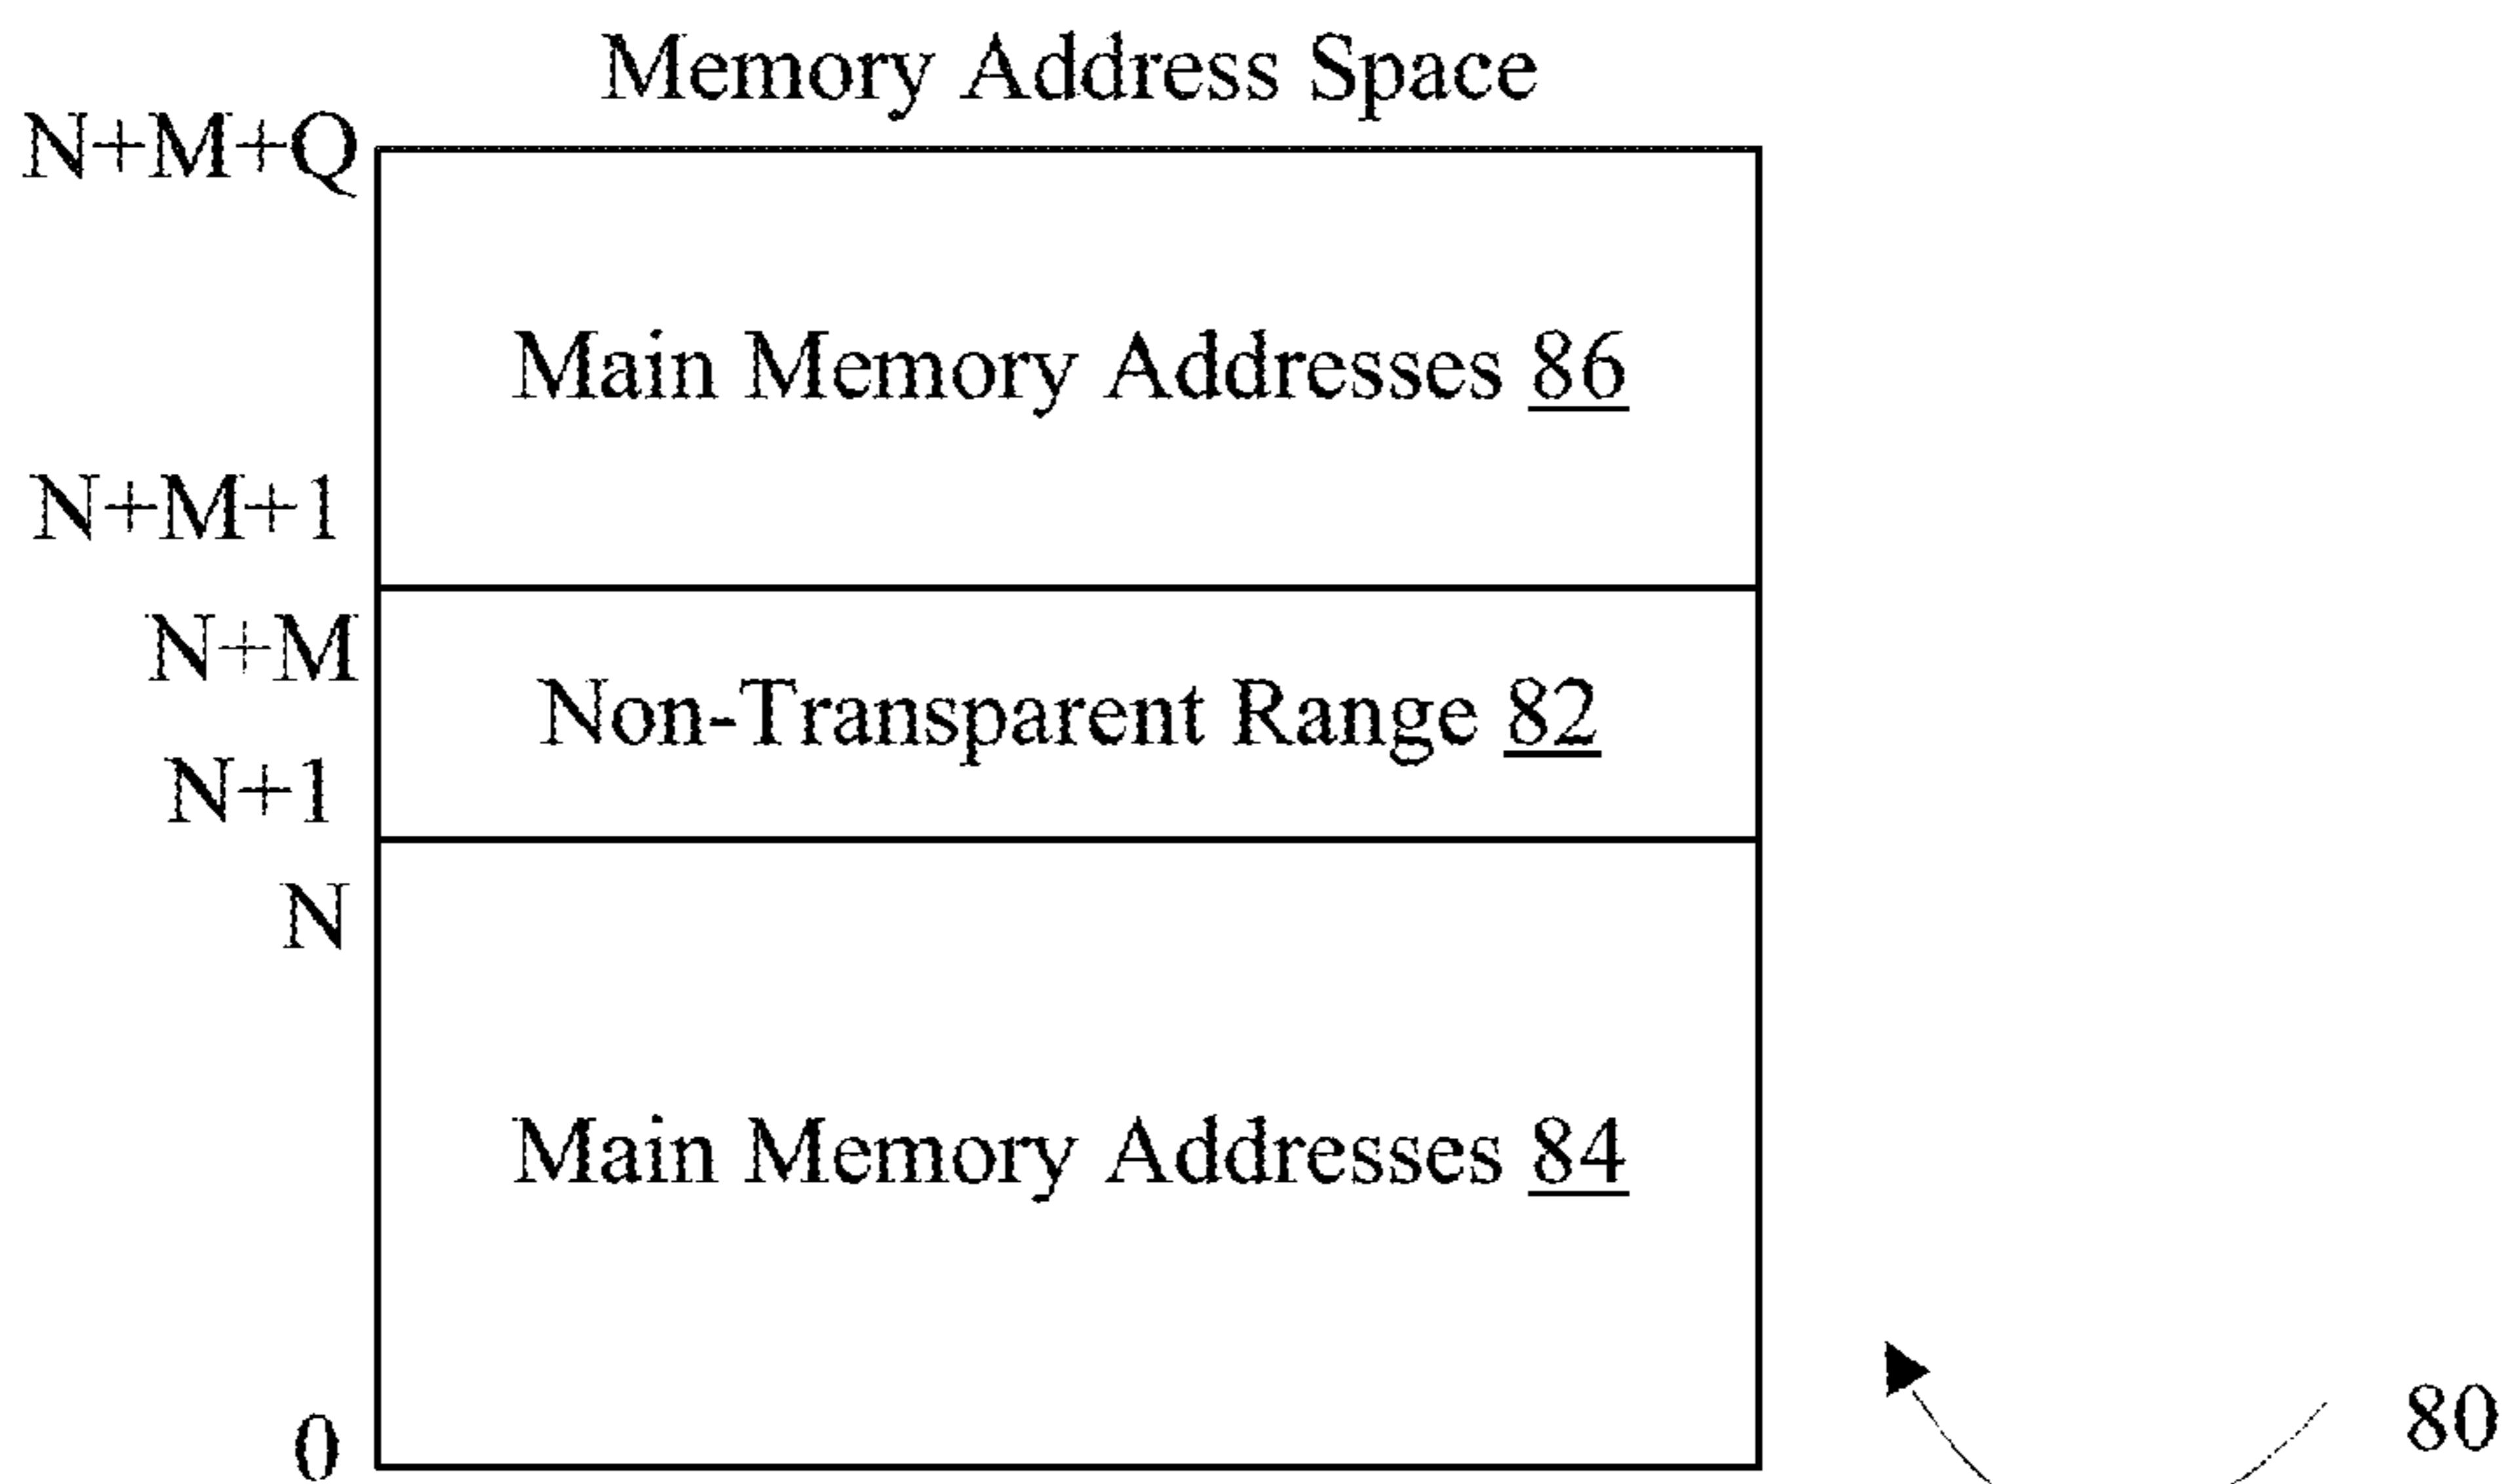 Memory Address Space
N+M+Q
Main Memory Addresses 86
N+M+1
N+M
Non-Transparent Range 82
N+1
N
Main Memory Addresses 84
0
80